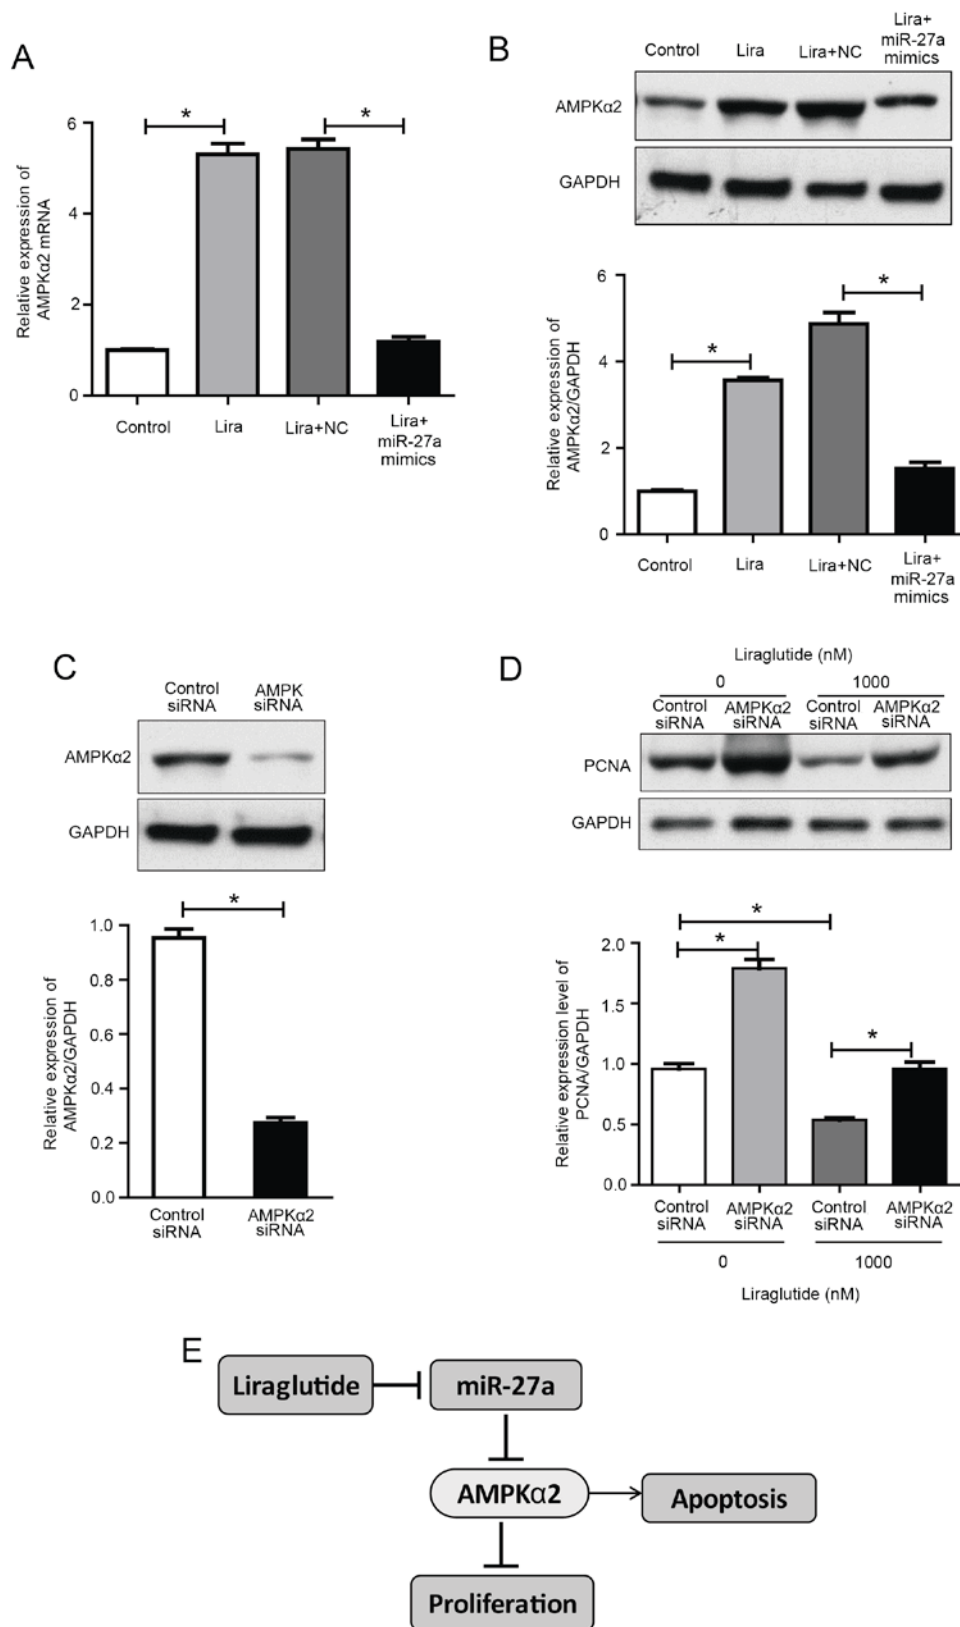 A
Relative expression of
AMPKα2 mRNA
6
4
2
0
*
*
Control
Lira
Lira+NC
Lira+
miR-27a
mimics
B
Control
Lira
Lira+NC
Lira+
miR-27a
mimics
AMPKα2
GAPDH
Relative expression of
AMPKα2/GAPDH
6
4
2
0
*
*
Control
Lira
Lira+NC
Lira+
miR-27a
mimics
C
Control
siRNA
AMPK
siRNA
AMPKα2
GAPDH
Relative expression of
AMPKα2/GAPDH
1.0
0.8
0.6
0.4
0.2
0.0
*
Control
siRNA
AMPKα2
siRNA
D
Liraglutide (nM)
0
1000
Control
siRNA
AMPKα2
siRNA
Control
siRNA
AMPKα2
siRNA
PCNA
GAPDH
Relative expression level of
PCNA/GAPDH
2.0
1.5
1.0
0.5
0.0
*
*
*
Control
siRNA
AMPKα2
siRNA
Control
siRNA
AMPKα2
siRNA
0
1000
Liraglutide (nM)
E
Liraglutide
miR-27a
AMPKα2
Apoptosis
Proliferation